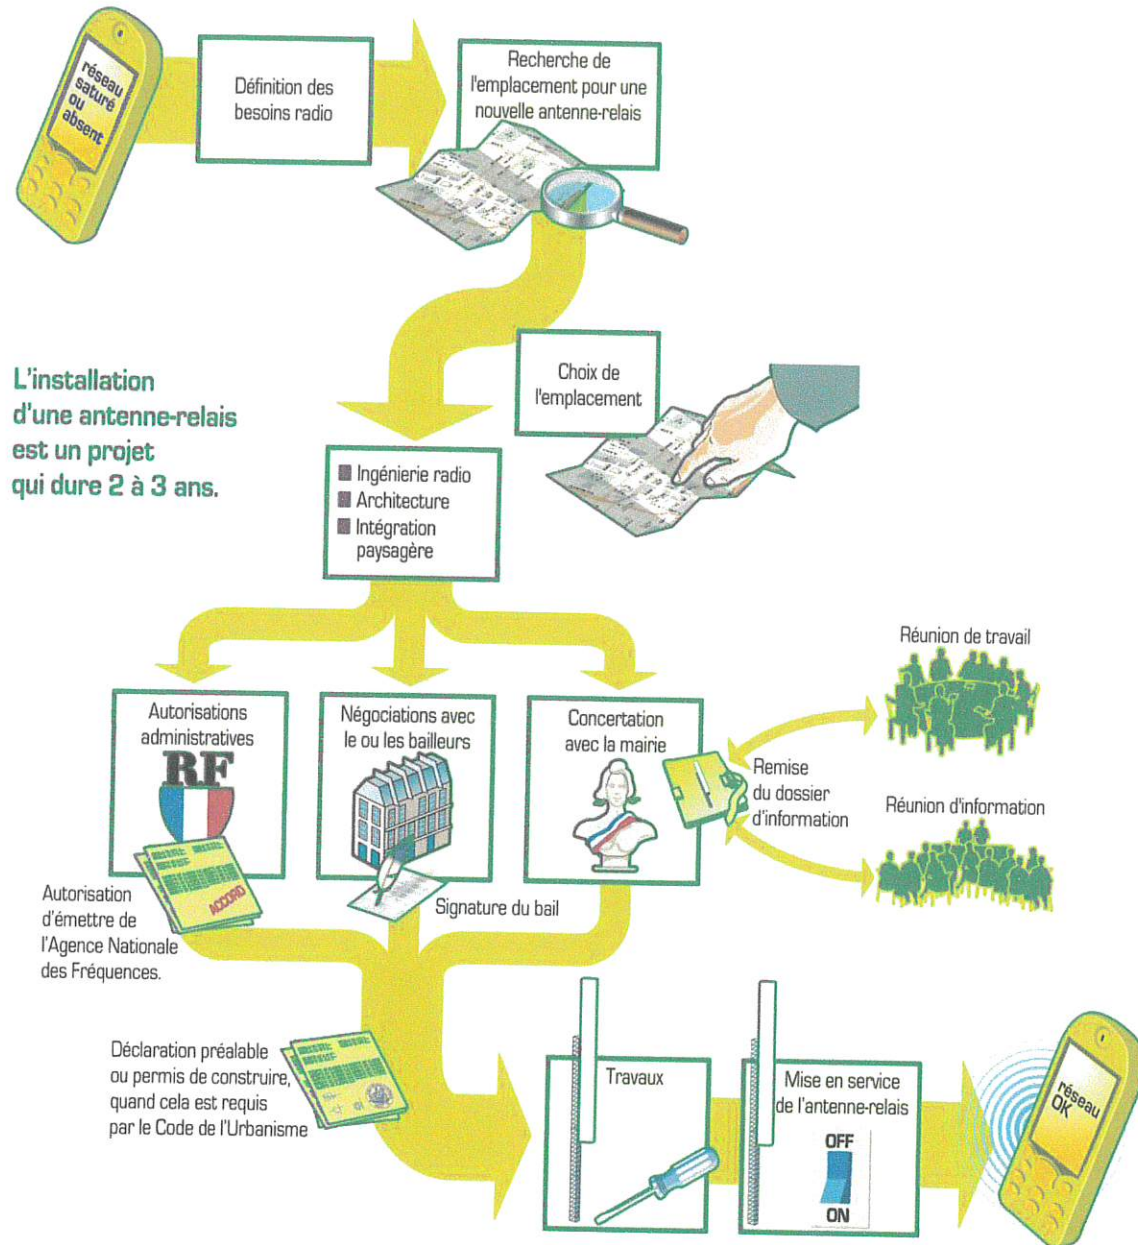 réseau
saturé
ou
absent
Définition des
besoins radio
Recherche de
l'emplacement pour une
nouvelle antenne-relais
Choix de
l'emplacement
L'installation
d'une antenne-relais
est un projet
qui dure 2 à 3 ans.
Ingénierie radio
Architecture
Intégration
paysagère
Autorisations
administratives
RF
ACCORD
Autorisation
d'émettre de
l'Agence Nationale
des Fréquences.
Négociations avec
le ou les bailleurs
Signature du bail
Concertation
avec la mairie
Remise
du dossier
d'information
Réunion de travail
Réunion d'information
Déclaration préalable
ou permis de construire,
quand cela est requis
par le Code de l'Urbanisme
Travaux
Mise en service
de l'antenne-relais
OFF
ON
réseau
OK